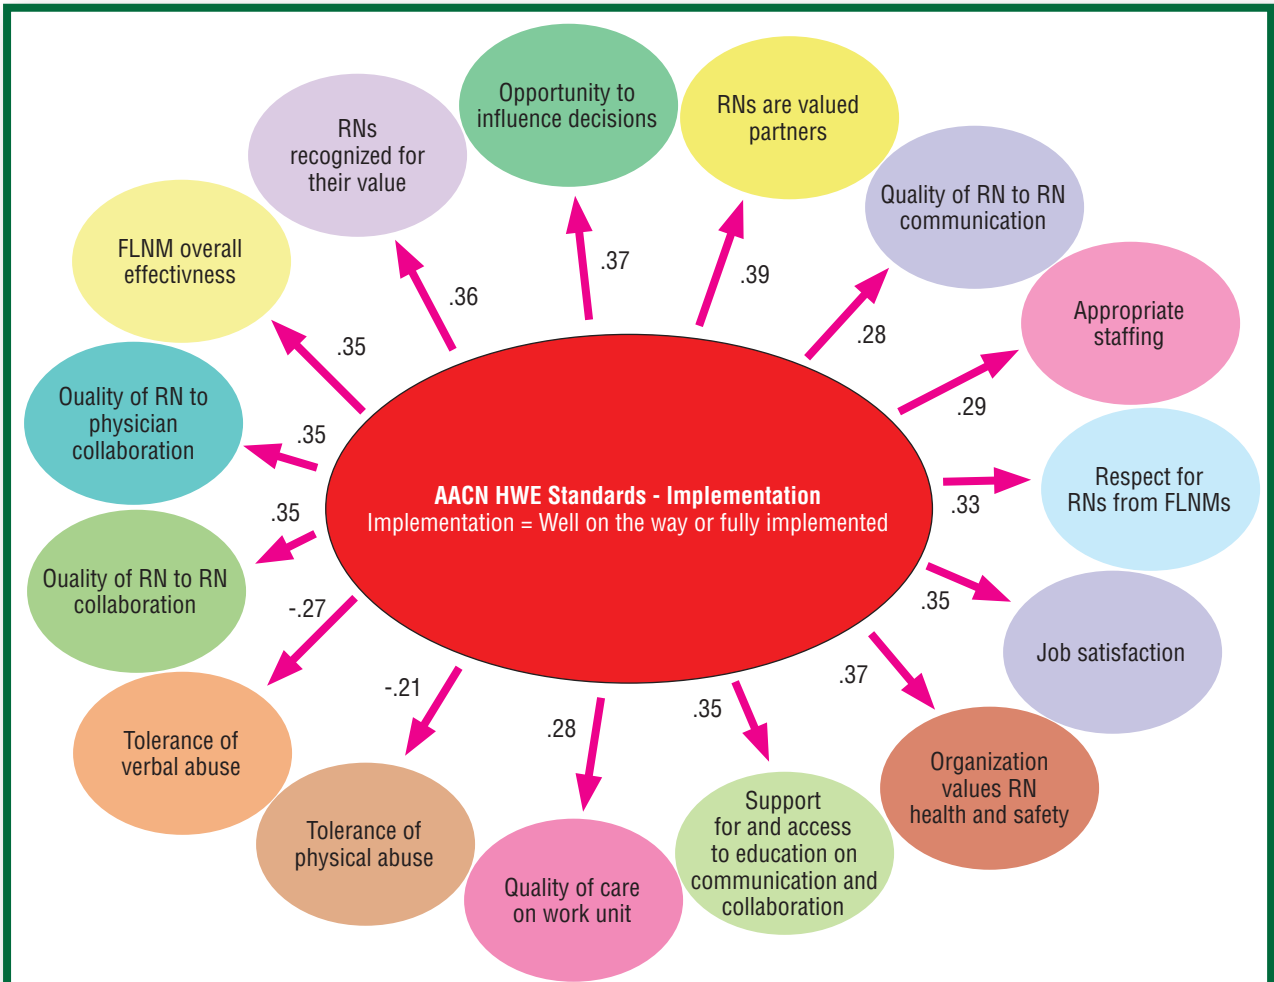 Opportunity to
influence decisions
RNs are valued
partners
RNs
recognized for
their value
Quality of RN to RN
communication
FLNM overall
effectivness
Appropriate
staffing
.37
.39
.36
.28
.35
.29
Ouality of RN to
physician
collaboration
.35
Respect for
RNs from FLNMs
.33
AACN HWE Standards - Implementation
Implementation = Well on the way or fully implemented
.35
Ouality of RN to RN
collaboration
-.27
.35
Job satisfaction
-.21
.28
.35
.37
Tolerance of
verbal abuse
Organization
values RN
health and safety
Tolerance of
physical abuse
Support
for and access
to education on
communication and
collaboration
Quality of care
on work unit